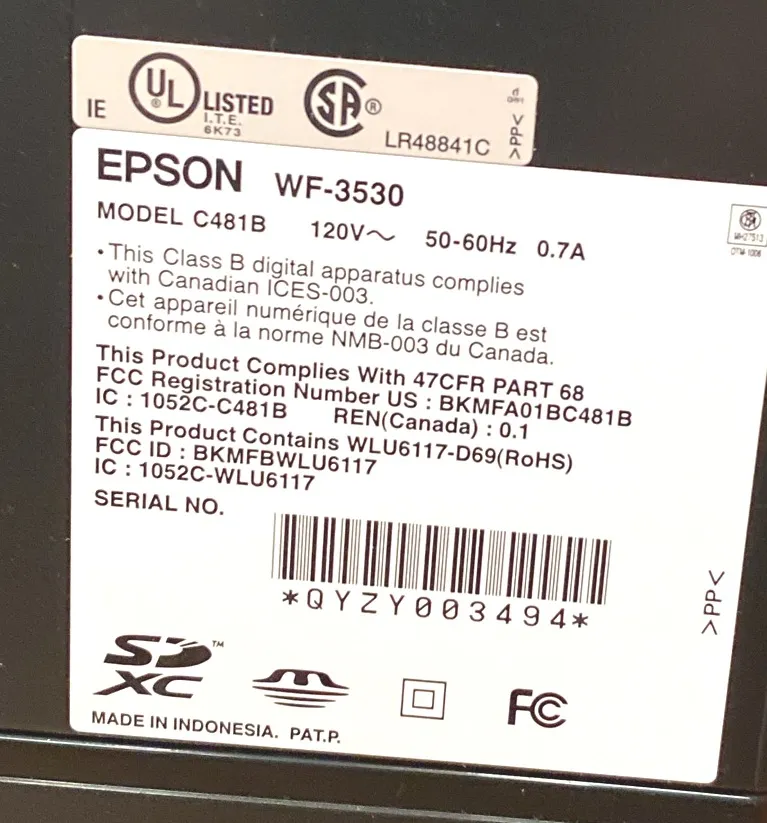 IE
UL
®
LISTED
I.T.E.
6K73
SA ®
LR48841C
>PP<
EPSON WF-3530
MODEL C481B 120V～ 50-60Hz 0.7A
•This Class B digital apparatus complies
with Canadian ICES-003.
•Cet appareil numérique de la classe B est
conforme à la norme NMB-003 du Canada.
This Product Complies With 47CFR PART 68
FCC Registration Number US : BKMFA01BC481B
IC : 1052C-C481B REN(Canada) : 0.1
This Product Contains WLU6117-D69(RoHS)
FCC ID : BKMFBWLU6117
IC : 1052C-WLU6117
SERIAL NO.
*QYZY003494*
>PP<
SD™
XC
FC
MADE IN INDONESIA. PAT.P.